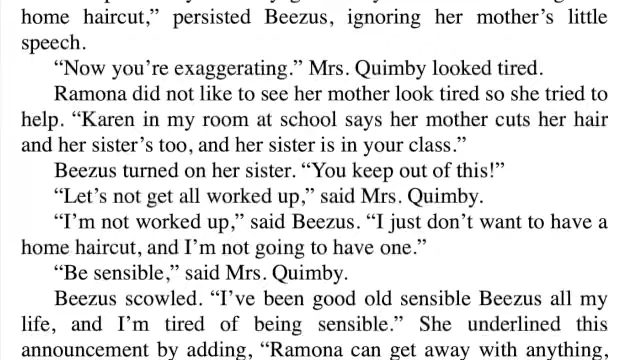 home haircut,” persisted Beezus, ignoring her mother’s little
speech.
“Now you’re exaggerating.” Mrs. Quimby looked tired.
Ramona did not like to see her mother look tired so she tried to
help. “Karen in my room at school says her mother cuts her hair
and her sister’s too, and her sister is in your class.”
Beezus turned on her sister. “You keep out of this!”
“Let’s not get all worked up,” said Mrs. Quimby.
“I’m not worked up,” said Beezus. “I just don’t want to have a
home haircut, and I’m not going to have one.”
“Be sensible,” said Mrs. Quimby.
Beezus scowled. “I’ve been good old sensible Beezus all my
life, and I’m tired of being sensible.” She underlined this
announcement by adding, “Ramona can get away with anything,